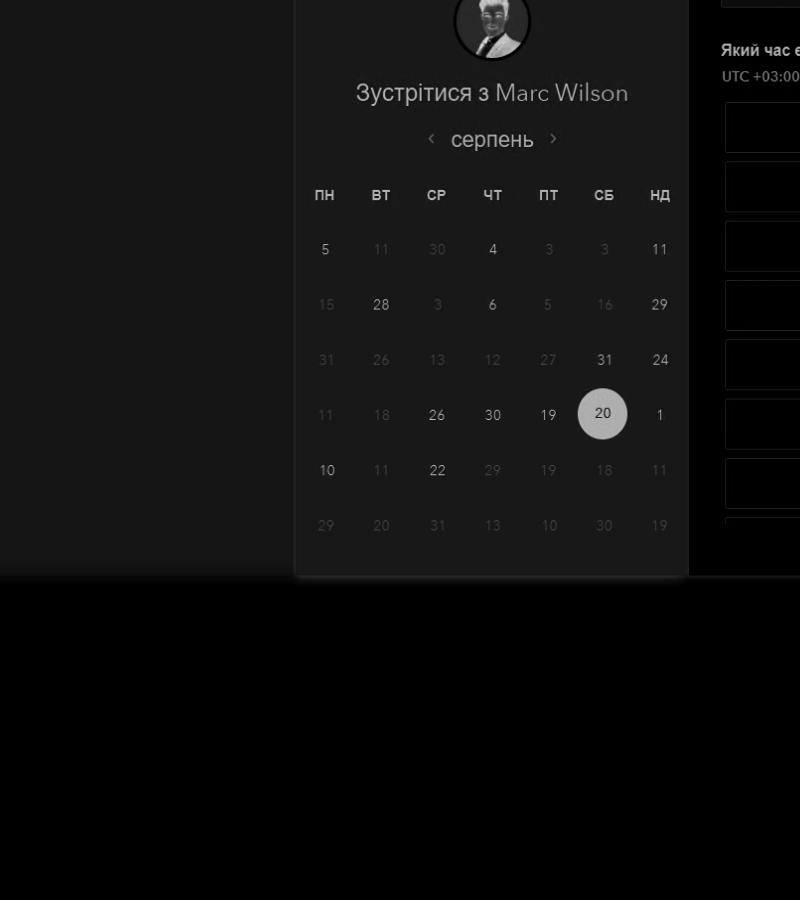 Зустрітися з Marc Wilson
‹ серпень ›
ПН ВТ СР ЧТ ПТ СБ НД
5 11 30 4 3 3 11
15 28 3 6 5 16 29
31 26 13 12 27 31 24
11 18 26 30 19 20 1
10 11 22 29 19 18 11
29 20 31 13 10 30 19
Який час
UTC +03:00